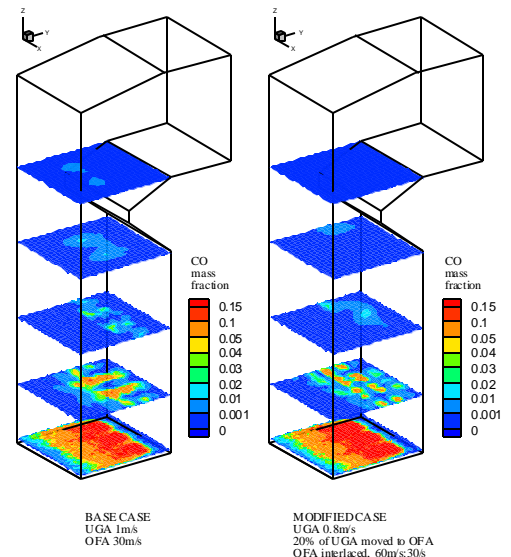 Z
Y
X
Z
Y
X
CO
mass
fraction
0.15
0.1
0.05
0.04
0.03
0.02
0.01
0.001
0
CO
mass
fraction
0.15
0.1
0.05
0.04
0.03
0.02
0.01
0.001
0
BASE CASE
UGA 1m/s
OFA 30m/s
MODIFIED CASE
UGA 0.8m/s
20% of UGA moved to OFA
OFA interlaced, 60m/s:30/s